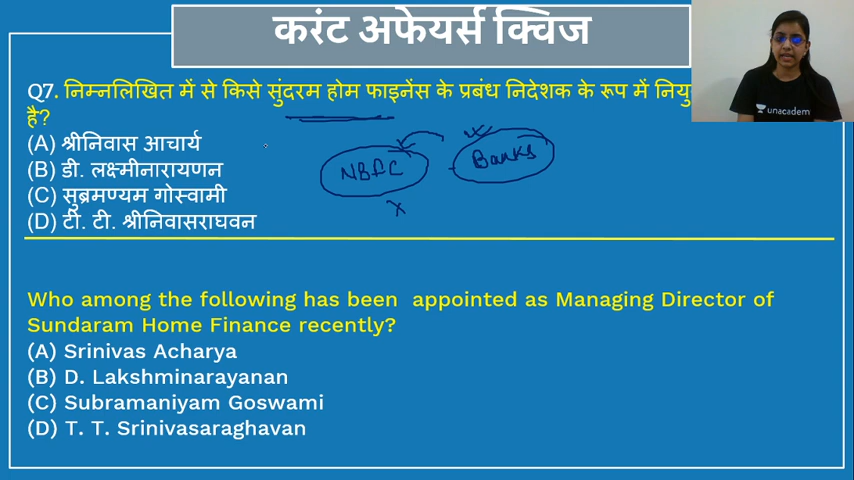 करंट अफेयर्स क्विज
Q7. निम्नलिखित में से किसे सुंदरम होम फाइनेंस के प्रबंध निदेशक के रूप में नियु
है?
(A) श्रीनिवास आचार्य
(B) डी. लक्ष्मीनारायणन
(C) सुब्रमण्यम गोस्वामी
(D) टी. टी. श्रीनिवासराघवन
NBFC
Banks
unacademy
Who among the following has been appointed as Managing Director of
Sundaram Home Finance recently?
(A) Srinivas Acharya
(B) D. Lakshminarayanan
(C) Subramaniyam Goswami
(D) T. T. Srinivasaraghavan